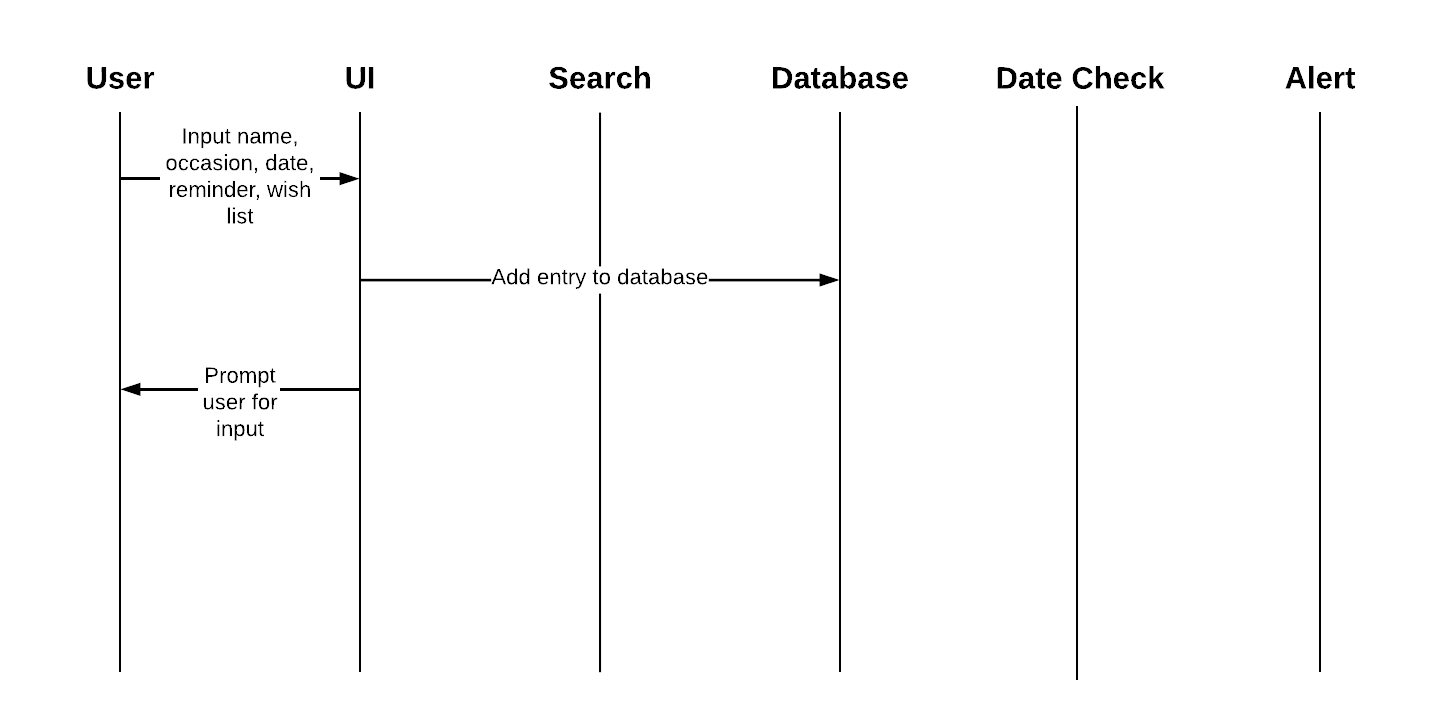 User
UI
Search
Database
Date Check
Alert
Input name,
occasion, date,
reminder, wish
list
Add entry to database
Prompt
user for
input